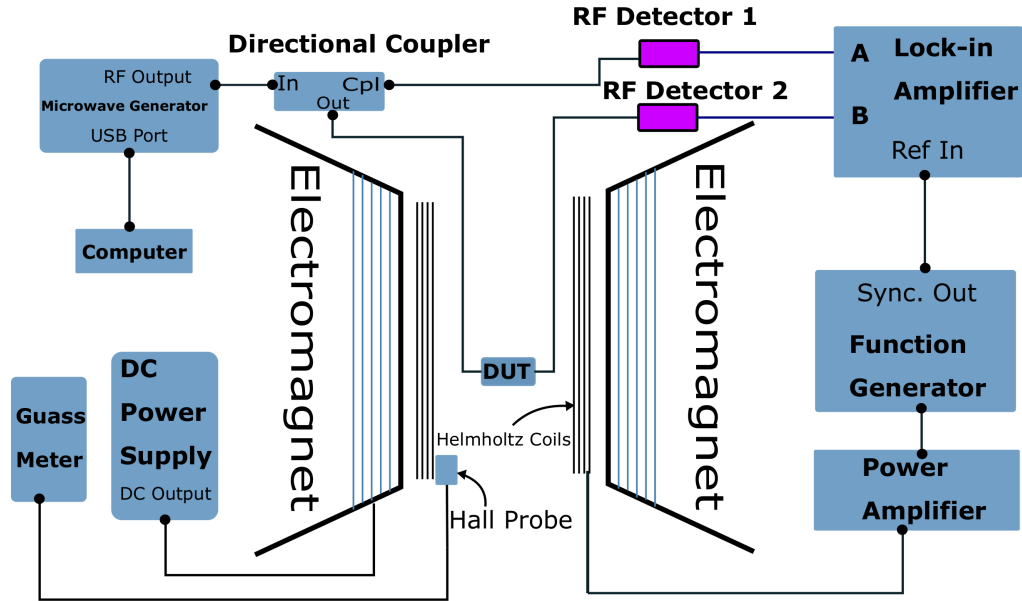 RF Detector 1
Directional Coupler
RF Output
Microwave Generator
USB Port
In
Cpl
Out
RF Detector 2
A
B
Lock-in
Amplifier
Ref In
Computer
Electromagnet
Electromagnet
Sync. Out
Function
Generator
DC
Power
Supply
DC Output
Guass
Meter
DUT
Helmholtz Coils
Hall Probe
Power
Amplifier